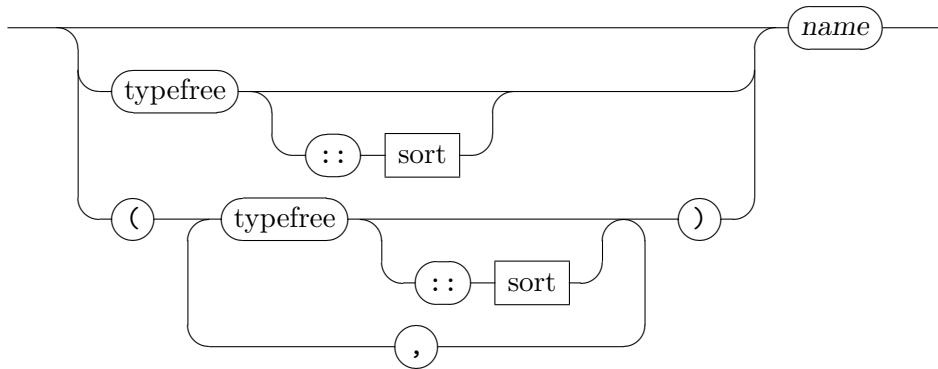 name
typefree
:: sort
( typefree )
:: sort
,